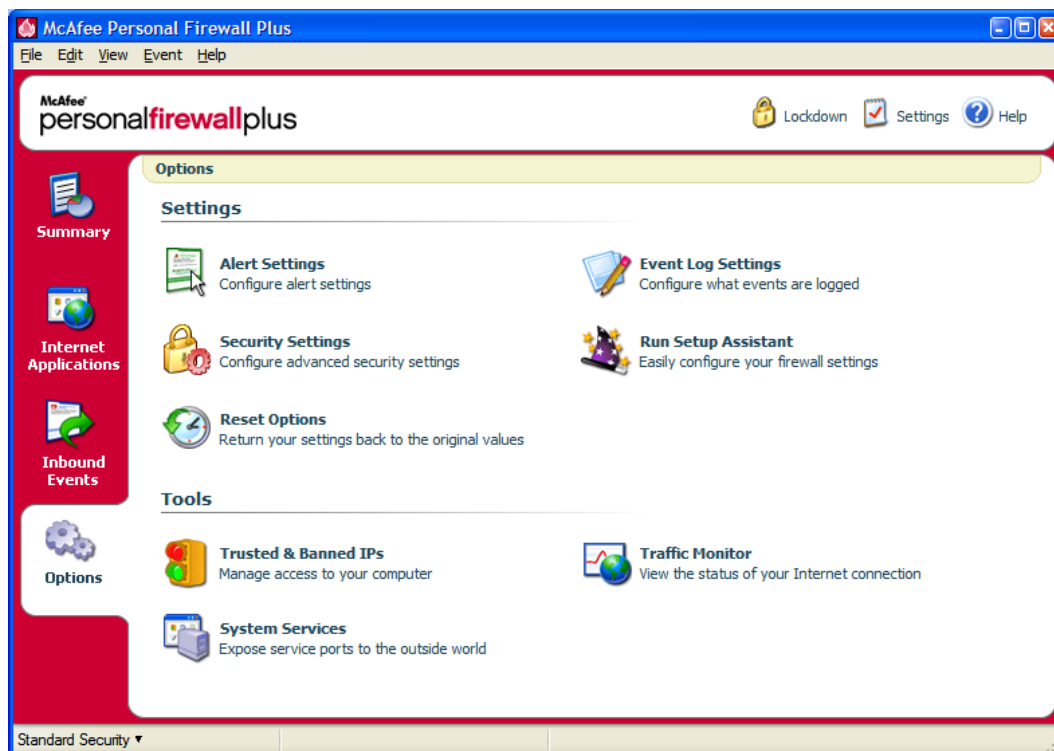 McAfee Personal Firewall Plus
File Edit View Event Help
McAfee®
personalfirewallplus
Lockdown Settings Help
Options
Summary
Internet
Applications
Inbound
Events
Options
Settings
Alert Settings
Configure alert settings
Event Log Settings
Configure what events are logged
Security Settings
Configure advanced security settings
Run Setup Assistant
Easily configure your firewall settings
Reset Options
Return your settings back to the original values
Tools
Trusted & Banned IPs
Manage access to your computer
Traffic Monitor
View the status of your Internet connection
System Services
Expose service ports to the outside world
Standard Security